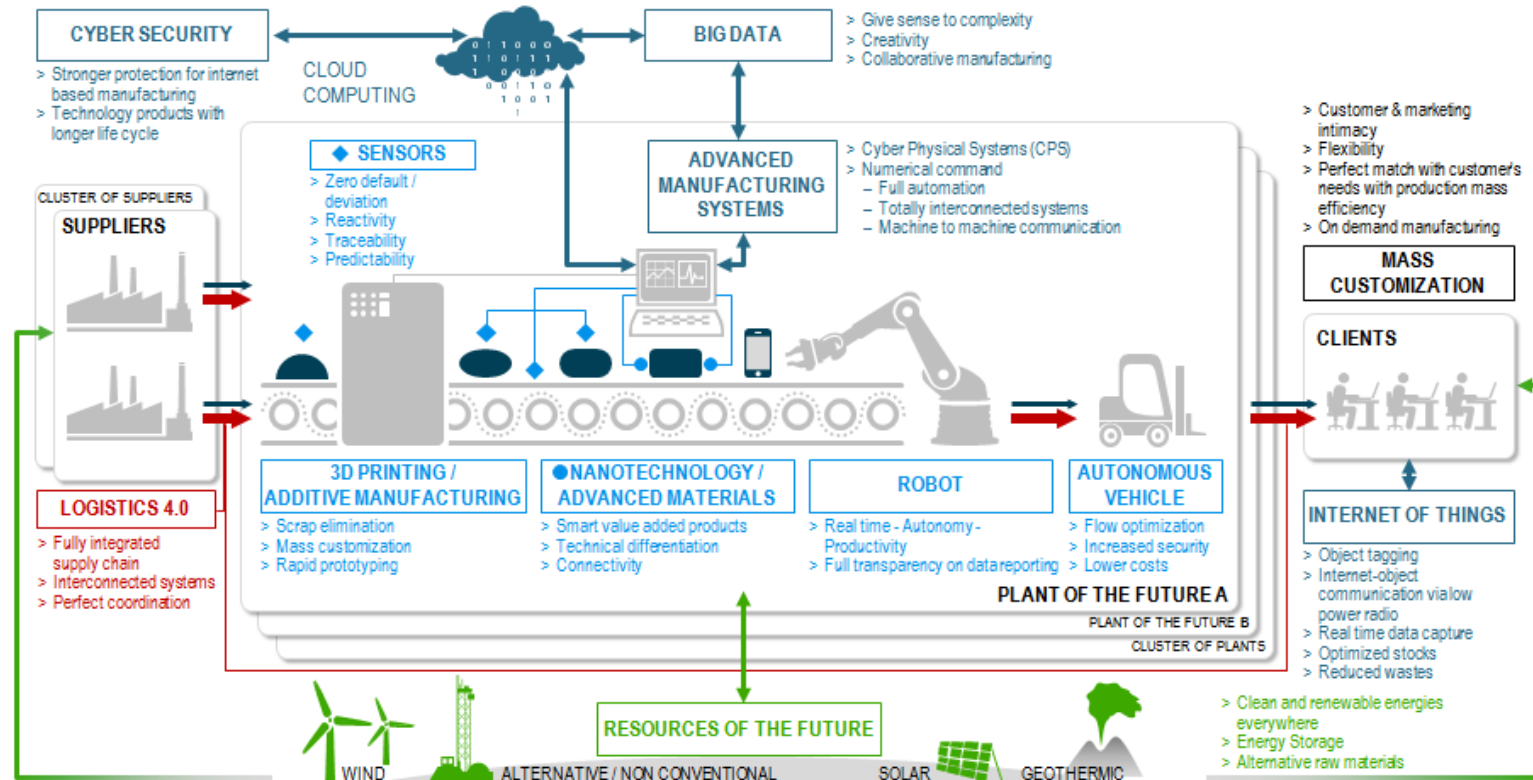 CYBER SECURITY
> Stronger protection for internet
based manufacturing
> Technology products with
longer life cycle
CLOUD
COMPUTING
0 1 1 0 0 0
BIG DATA
> Give sense to complexity
> Creativity
> Collaborative manufacturing
◆ SENSORS
> Zero default /
deviation
> Reactivity
> Traceability
> Predictability
ADVANCED
MANUFACTURING
SYSTEMS
> Cyber Physical Systems (CPS)
> Numerical command
– Full automation
– Totally interconnected systems
– Machine to machine communication
> Customer & marketing
intimacy
> Flexibility
> Perfect match with customer's
needs with production mass
efficiency
> On demand manufacturing
MASS
CUSTOMIZATION
CLUSTER OF SUPPLIERS
SUPPLIERS
CLIENTS
LOGISTICS 4.0
> Fully integrated
supply chain
> Interconnected systems
> Perfect coordination
3D PRINTING /
ADDITIVE MANUFACTURING
> Scrap elimination
> Mass customization
> Rapid prototyping
●NANOTECHNOLOGY /
ADVANCED MATERIALS
> Smart value added products
> Technical differentiation
> Connectivity
ROBOT
> Real time - Autonomy -
Productivity
> Full transparency on data reporting
AUTONOMOUS
VEHICLE
> Flow optimization
> Increased security
> Lower costs
PLANT OF THE FUTURE A
PLANT OF THE FUTURE B
CLUSTER OF PLANTS
INTERNET OF THINGS
> Object tagging
> Internet-object
communication via low
power radio
> Real time data capture
> Optimized stocks
> Reduced wastes
RESOURCES OF THE FUTURE
> Clean and renewable energies
everywhere
> Energy Storage
> Alternative raw materials
WIND
ALTERNATIVE / NON CONVENTIONAL
SOLAR
GEOTHERMIC